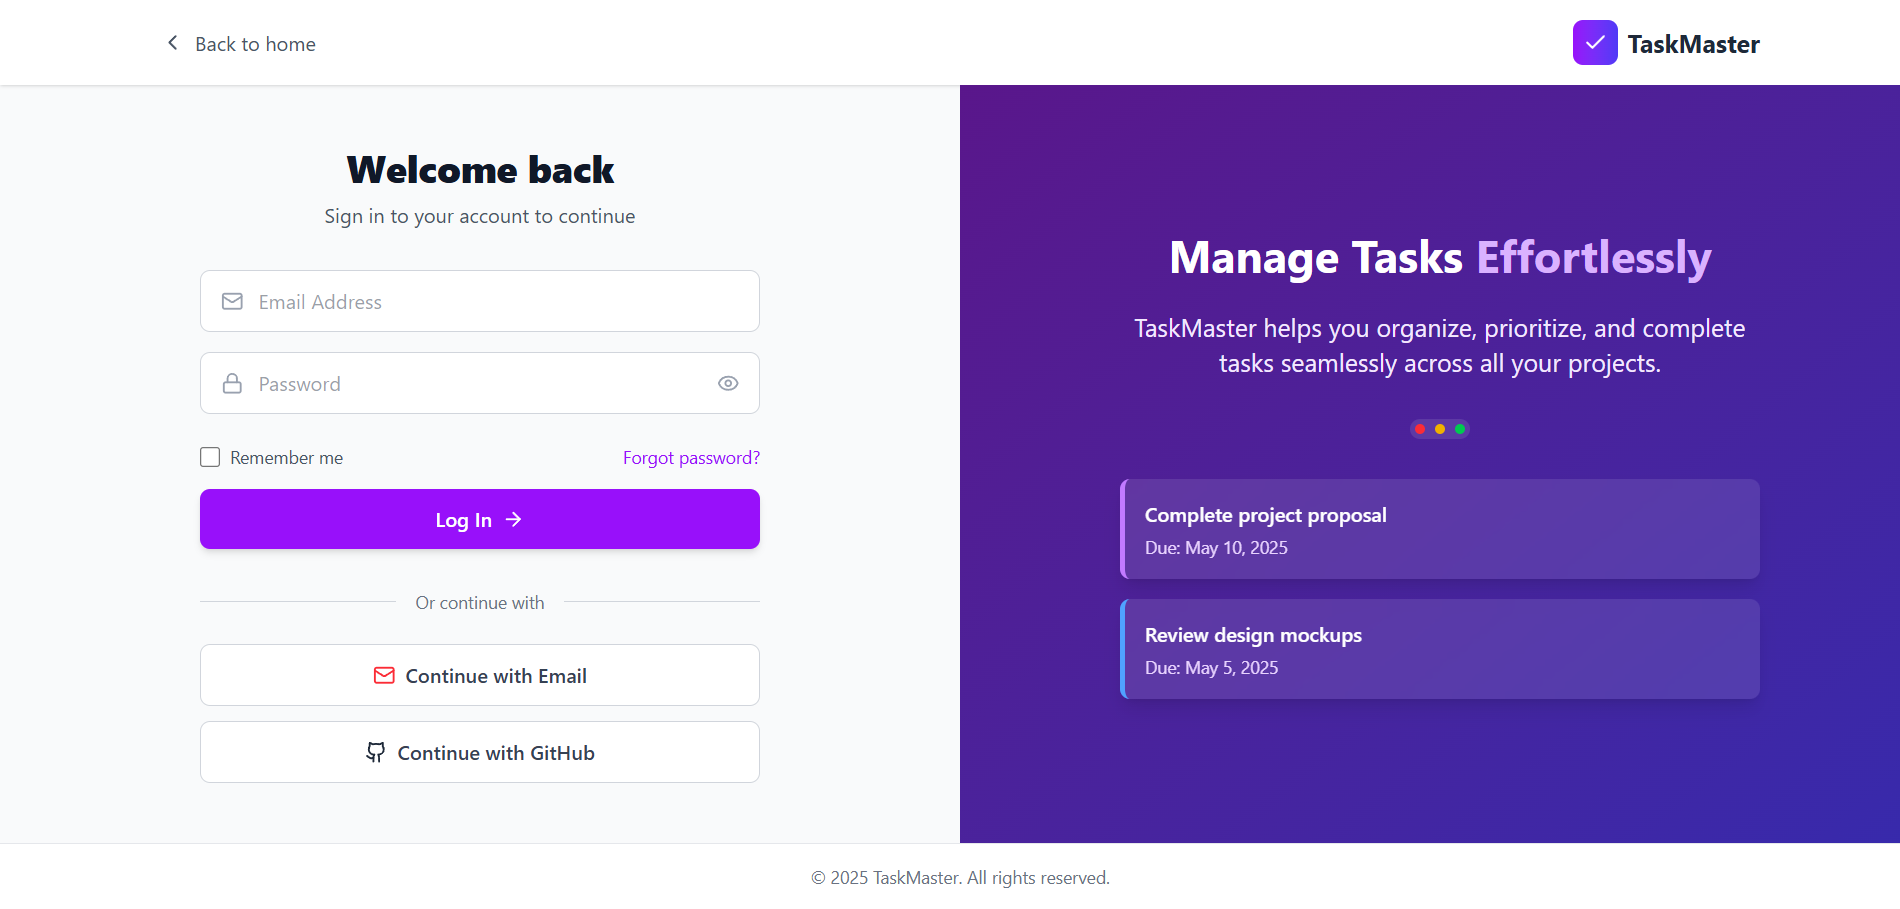 Back to home
TaskMaster
Welcome back
Sign in to your account to continue
Email Address
Password
Remember me
Forgot password?
Log In
Or continue with
Continue with Email
Continue with GitHub
Manage Tasks Effortlessly
TaskMaster helps you organize, prioritize, and complete
tasks seamlessly across all your projects.
Complete project proposal
Due: May 10, 2025
Review design mockups
Due: May 5, 2025
© 2025 TaskMaster. All rights reserved.